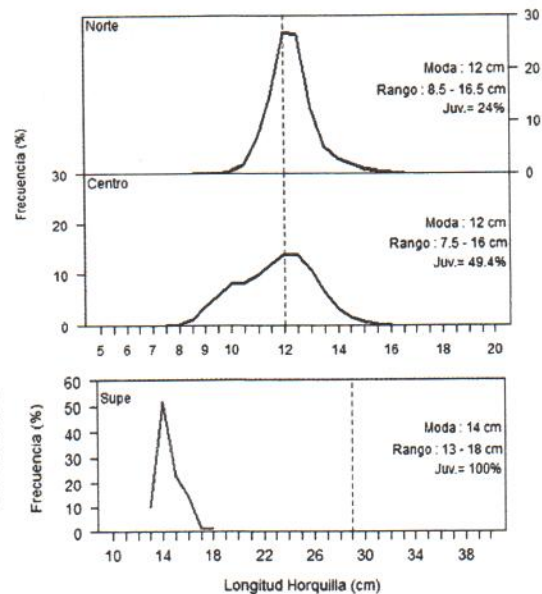 Norte
30
20
10
0
Moda : 12 cm
Rango : 8.5 - 16.5 cm
Juv.= 24%
Frecuencia (%)
Centro
30
20
10
0
Moda : 12 cm
Rango : 7.5 - 16 cm
Juv.= 49.4%
5 6 7 8 9 10 12 14 16 18 20
Supe
60
50
40
30
20
10
0
Frecuencia (%)
Moda : 14 cm
Rango : 13 - 18 cm
Juv.= 100%
10 14 18 22 26 30 34 38
Longitud Horquilla (cm)